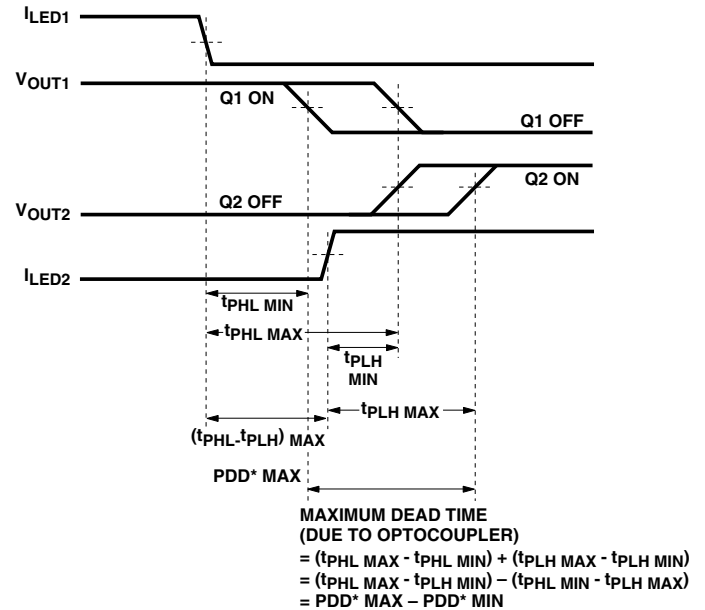 ILED1
VOUT1
Q1 ON
Q1 OFF
Q2 OFF
Q2 ON
VOUT2
ILED2
tPHL MIN
tPHL MAX
tPLH
MIN
tPLH MAX
(tPHL-tPLH) MAX
PDD* MAX
MAXIMUM DEAD TIME
(DUE TO OPTOCOUPLER)
= (tPHL MAX - tPHL MIN) + (tPLH MAX - tPLH MIN)
= (tPHL MAX - tPLH MIN) – (tPHL MIN - tPLH MAX)
= PDD* MAX – PDD* MIN